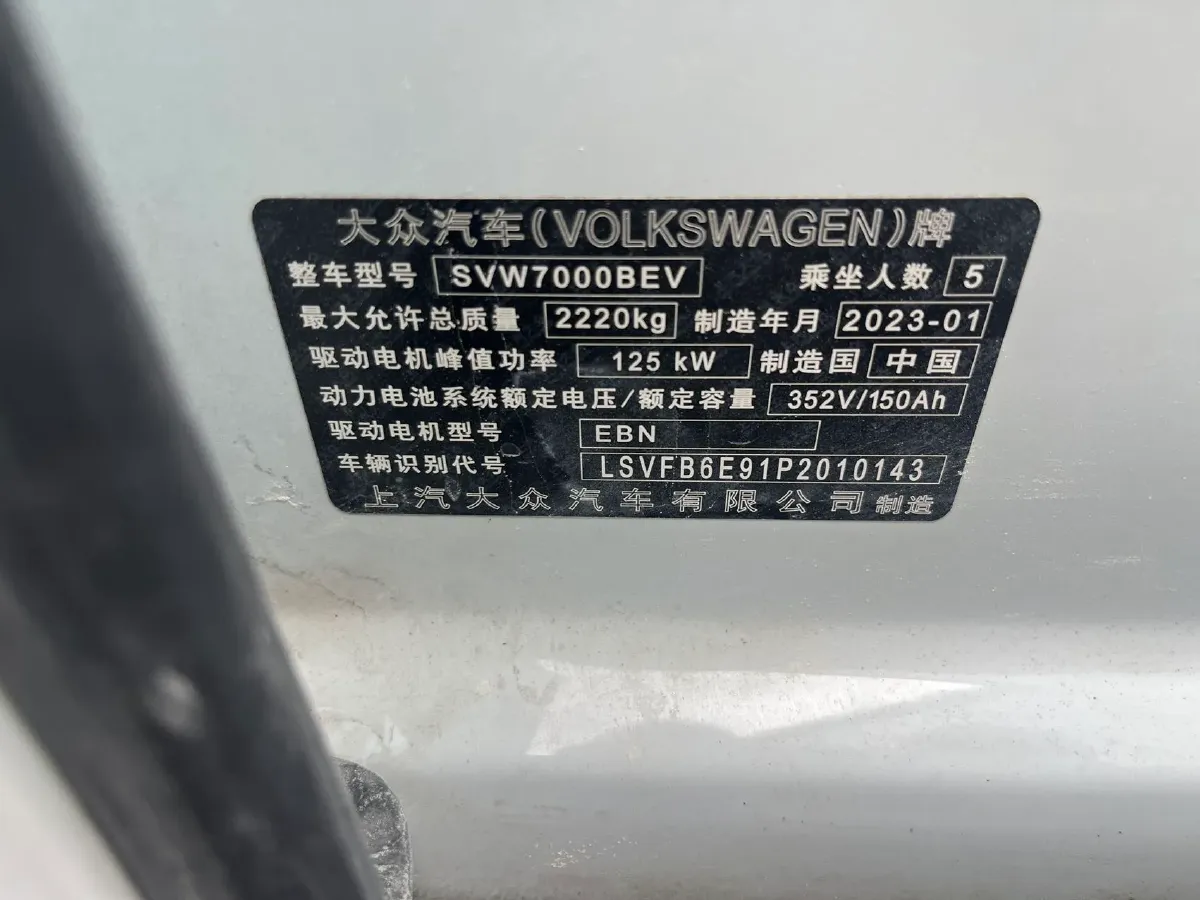 大众汽车(VOLKSWAGEN)牌
整车型号 SVW7000BEV 乘坐人数 5
最大允许总质量 2220kg 制造年月 2023-01
驱动电机峰值功率 125 kW 制造国 中国
动力电池系统额定电压/额定容量 352V/150Ah
驱动电机型号 EBN
车辆识别代号 LSVFB6E91P2010143
上汽大众汽车有限公司 制造